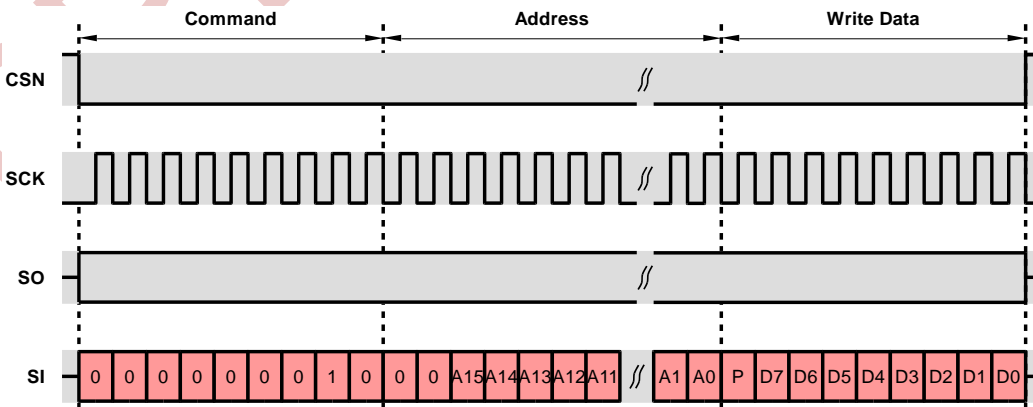 Command Address Write Data
CSN
SCK
SO
SI 0 0 0 0 0 0 0 1 0 0 0 A15 A14 A13 A12 A11 A1 A0 P D7 D6 D5 D4 D3 D2 D1 D0